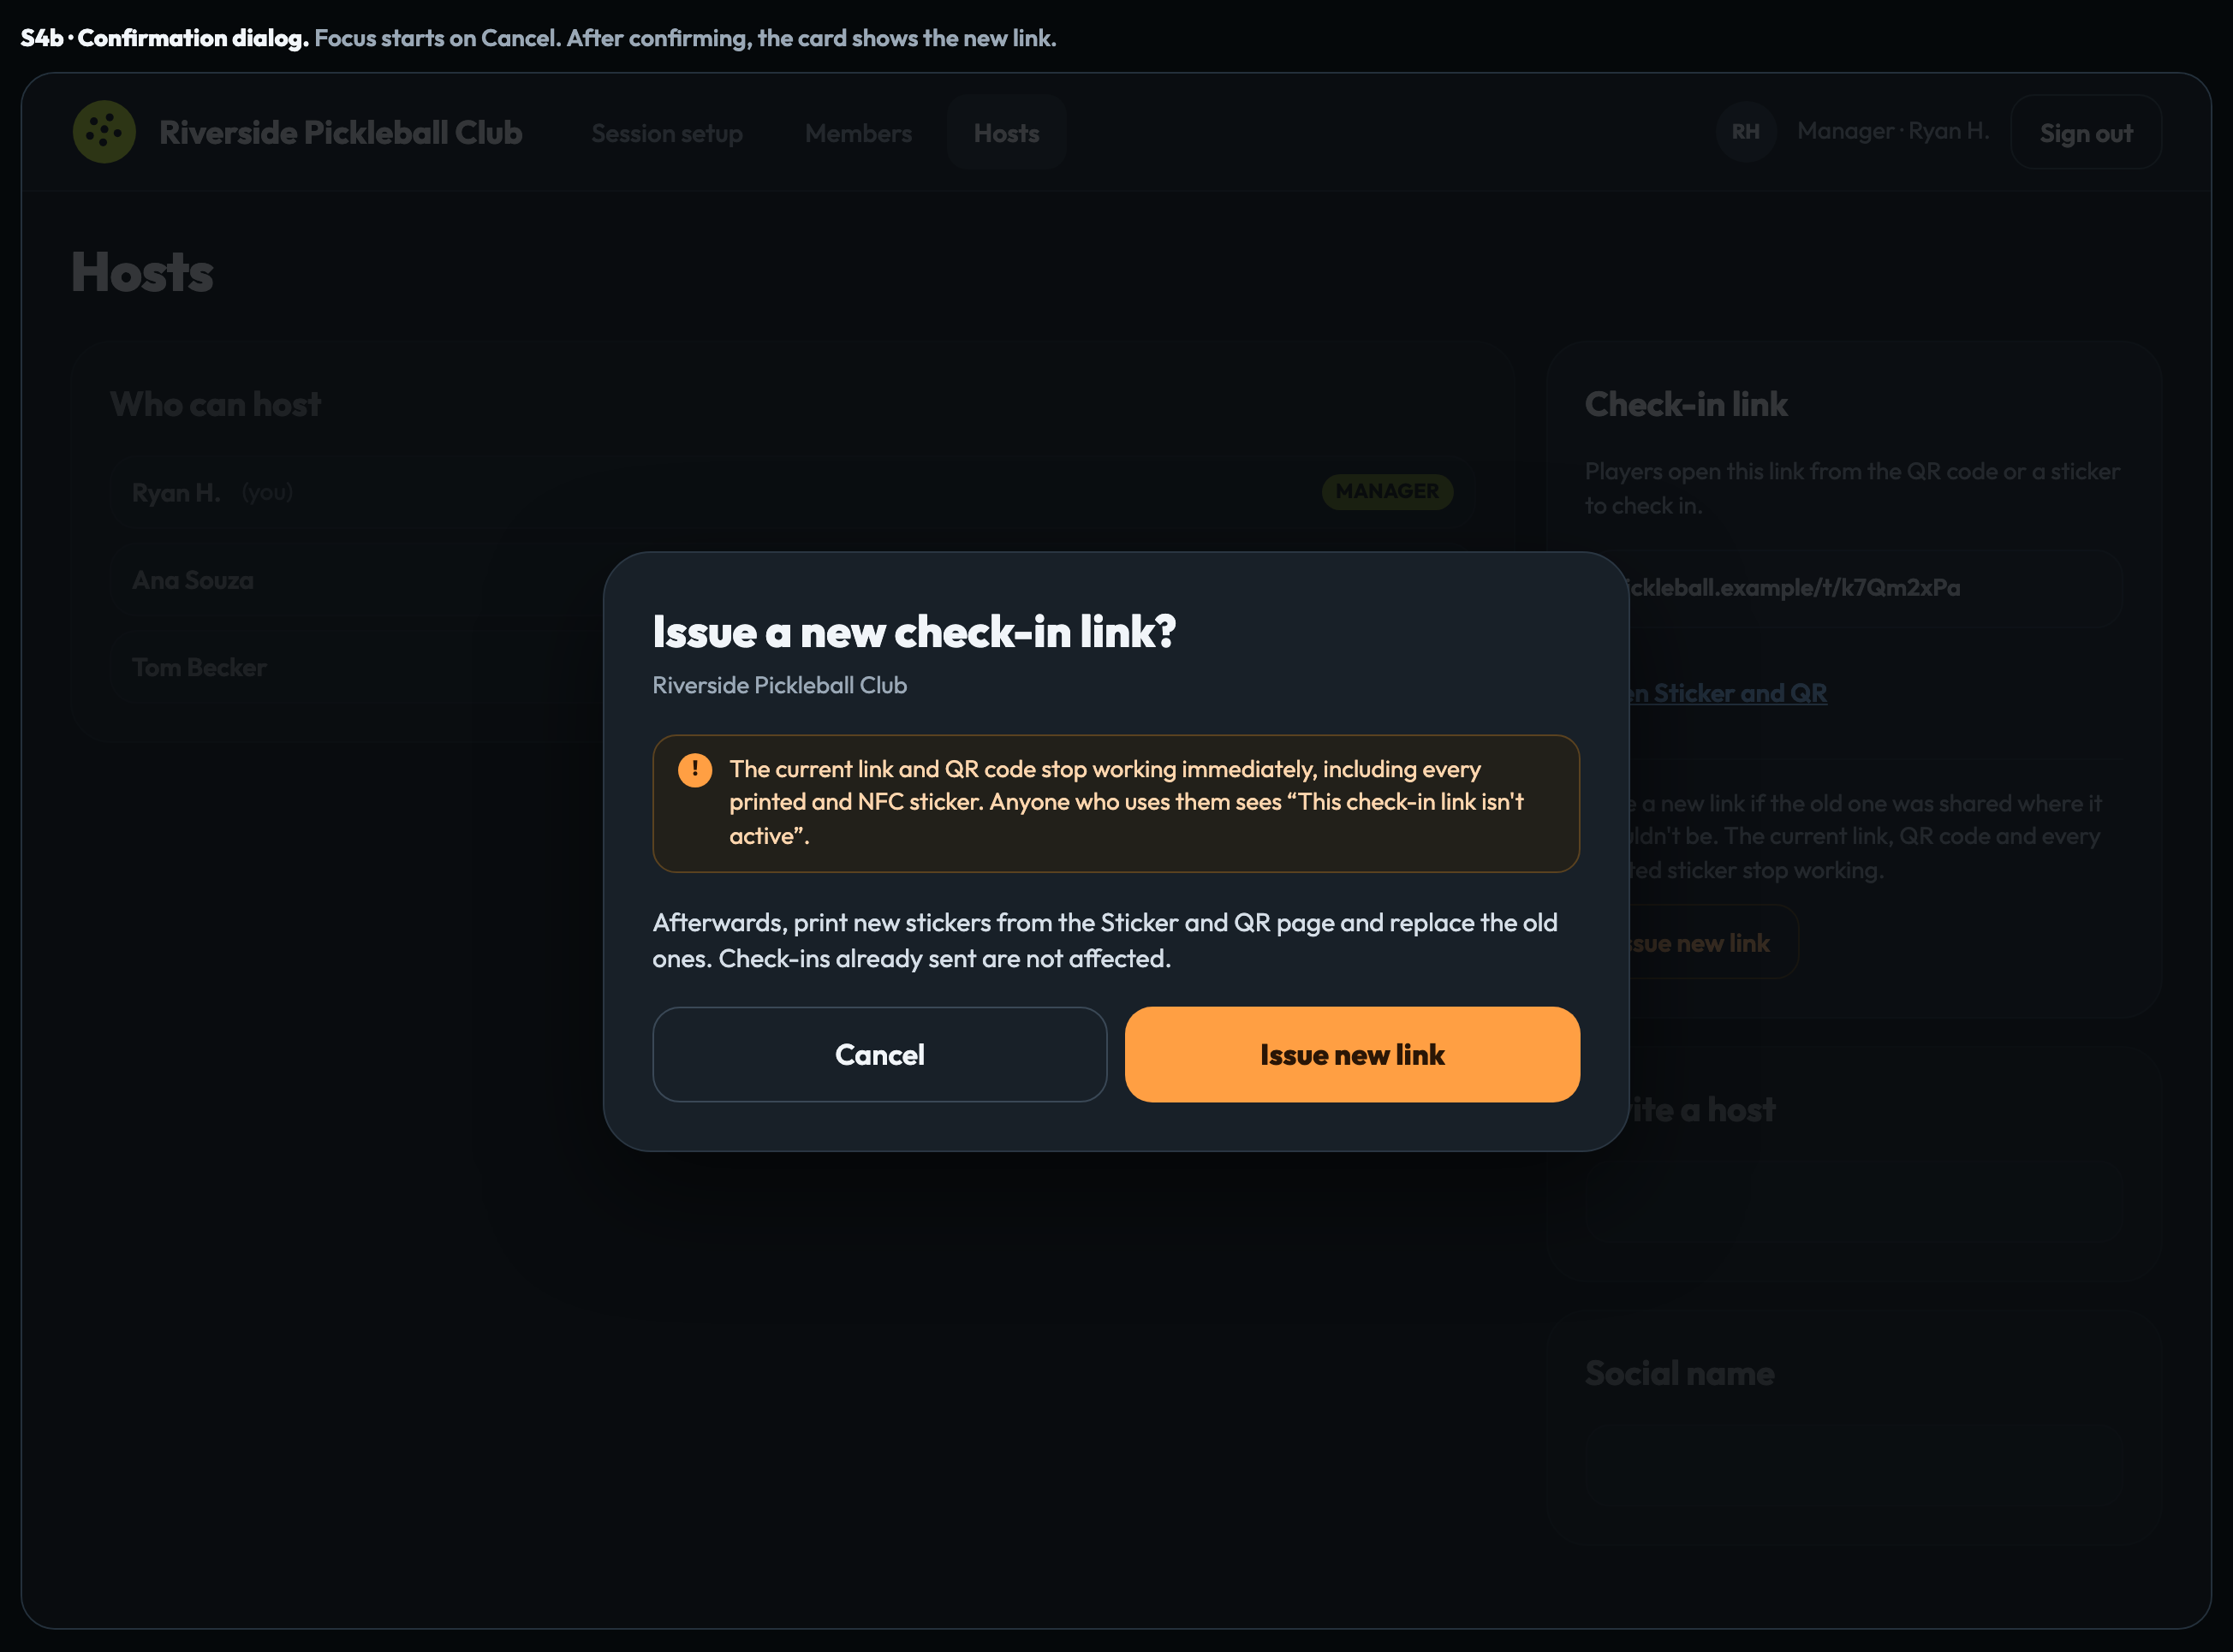 S4b · Confirmation dialog. Focus starts on Cancel. After confirming, the card shows the new link.
Riverside Pickleball Club
Session setup
Members
Hosts
RH
Manager · Ryan H.
Sign out
Hosts
Who can host
Ryan H. (you)
MANAGER
Ana Souza
Tom Becker
Check-in link
Players open this link from the QR code or a sticker
to check in.
ickleball.example/t/k7Qm2xPa
en Sticker and QR
e a new link if the old one was shared where it
uldn't be. The current link, QR code and every
ted sticker stop working.
ssue new link
Issue a new check-in link?
Riverside Pickleball Club
!
The current link and QR code stop working immediately, including every
printed and NFC sticker. Anyone who uses them sees “This check-in link isn't
active”.
Afterwards, print new stickers from the Sticker and QR page and replace the old
ones. Check-ins already sent are not affected.
Cancel
Issue new link
ite a host
Social name